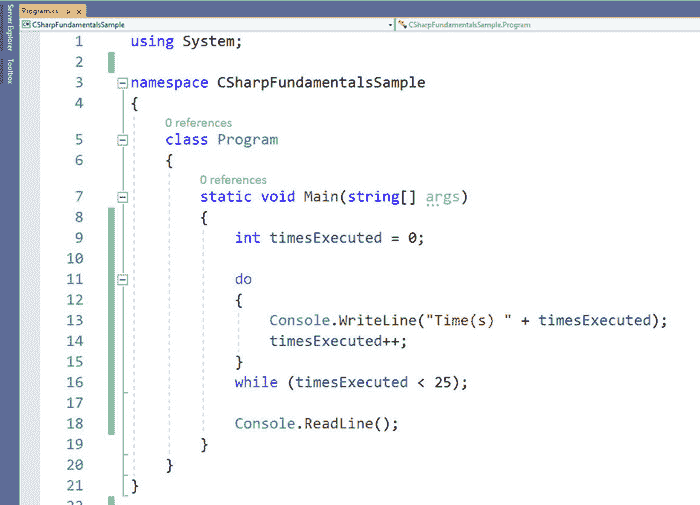 Program.cs
CSharpFundamentalsSample
CSharpFundamentalsSample.Program
Server Explorer
Toolbox
1 using System;
2
3 namespace CSharpFundamentalsSample
4 {
0 references
5 class Program
6 {
0 references
7 static void Main(string[] args)
8 {
9 int timesExecuted = 0;
10
11 do
12 {
13 Console.WriteLine("Time(s) " + timesExecuted);
14 timesExecuted++;
15 }
16 while (timesExecuted < 25);
17
18 Console.ReadLine();
19 }
20 }
21 }
22